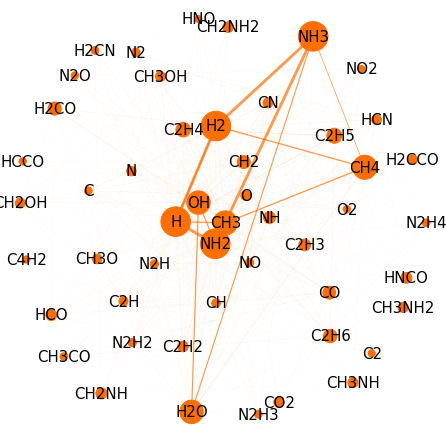 HNO
CH2NH2
NH3
H2CN
N2
NO2
N2O
CH3OH
CN
H2CO
HCN
C2H4
H2
C2H5
HCCO
CH2
H2CCO
CH4
N
C
O
CH2OH
OH
O2
NH
H
CH3
N2H4
NH2
C2H3
C4H2
CH3O
N2H
NO
HNCO
CO
C2H
CH
CH3NH2
HCO
C2H6
N2H2
C2H2
C2
CH3CO
CH3NH
CH2NH
CO2
H2O
N2H3